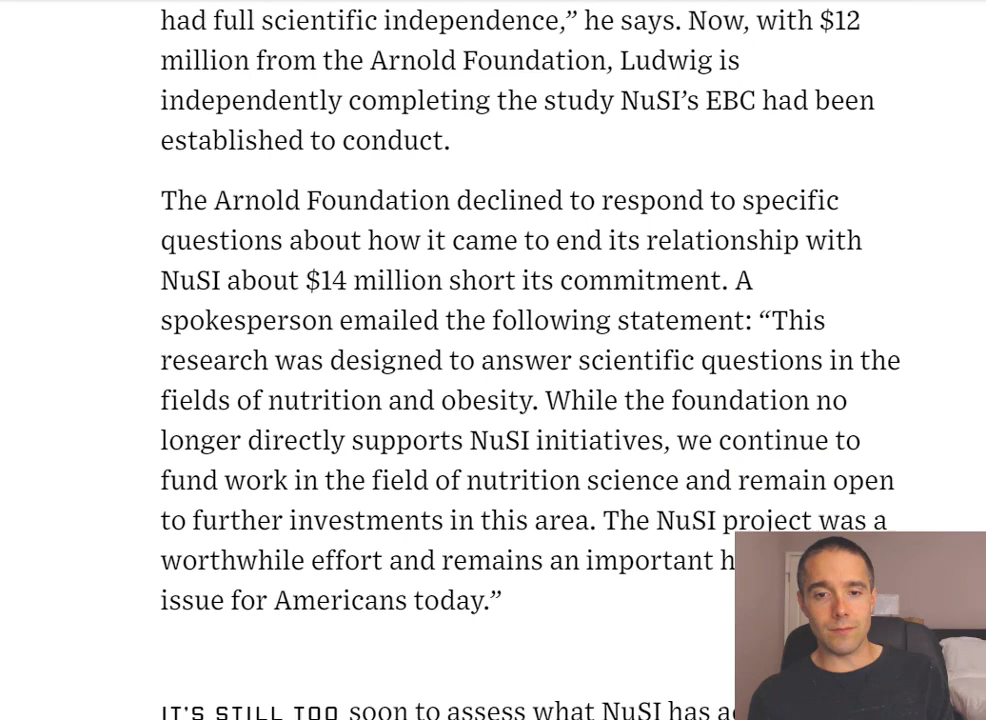 had full scientific independence,” he says. Now, with $12
million from the Arnold Foundation, Ludwig is
independently completing the study NuSI’s EBC had been
established to conduct.
The Arnold Foundation declined to respond to specific
questions about how it came to end its relationship with
NuSI about $14 million short its commitment. A
spokesperson emailed the following statement: “This
research was designed to answer scientific questions in the
fields of nutrition and obesity. While the foundation no
longer directly supports NuSI initiatives, we continue to
fund work in the field of nutrition science and remain open
to further investments in this area. The NuSI project was a
worthwhile effort and remains an important
issue for Americans today.”
IT’S STILL TOO soon to assess what NuSI has